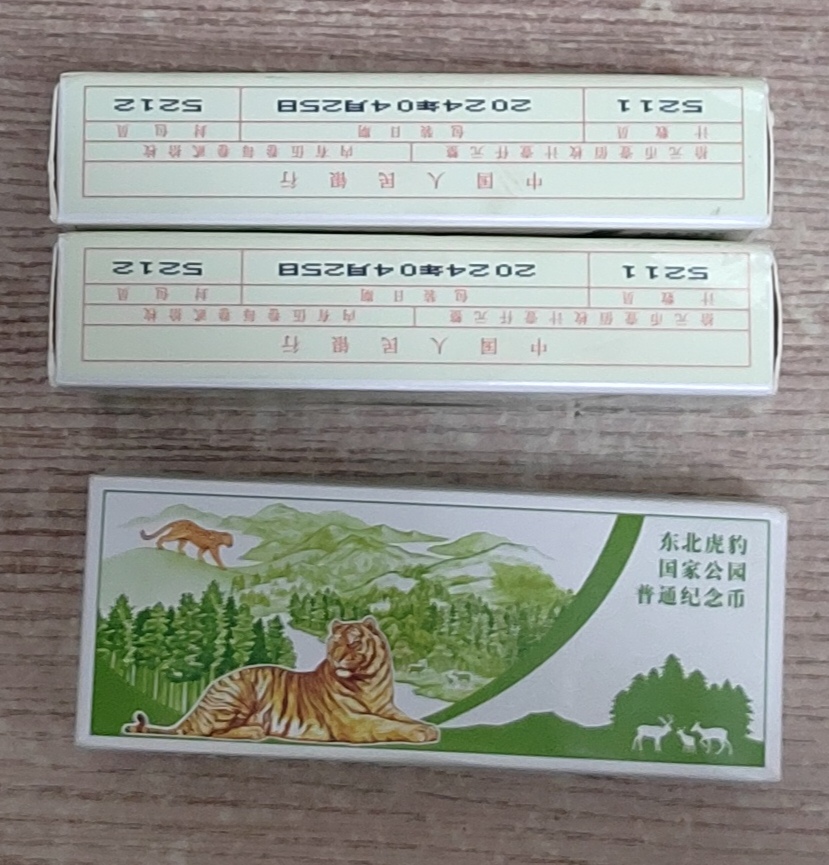 中国人民银行
拾元币壹佰枚计壹仟元整 内有伍卷每卷贰拾枚
计数员 包装日期 封包员
5211 2024年04月25日 5212
中国人民银行
拾元币壹佰枚计壹仟元整 内有伍卷每卷贰拾枚
计数员 包装日期 封包员
5211 2024年04月25日 5212
东北虎豹
国家公园
普通纪念币